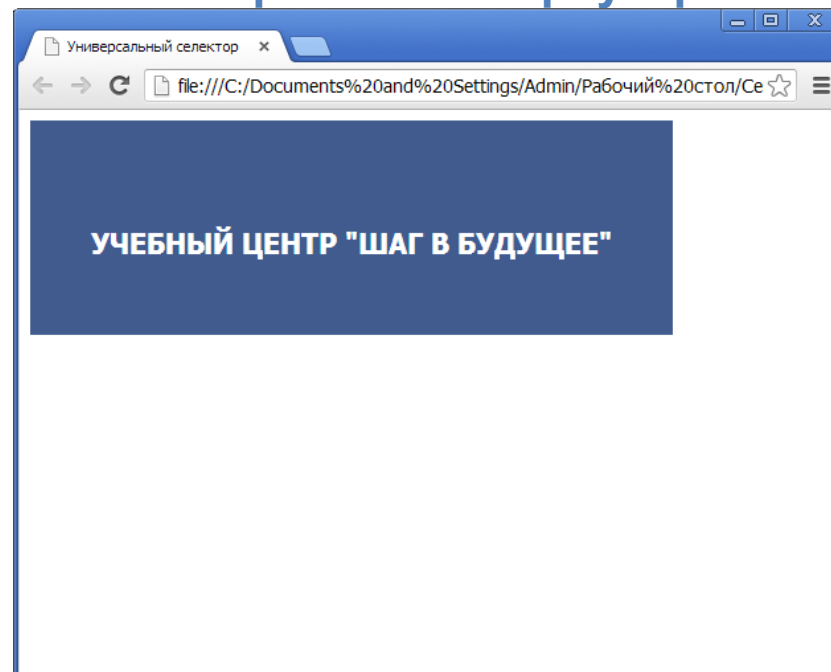 Универсальный селектор
file:///C:/Documents%20and%20Settings/Admin/Рабочий%20стол/Се
УЧЕБНЫЙ ЦЕНТР "ШАГ В БУДУЩЕЕ"